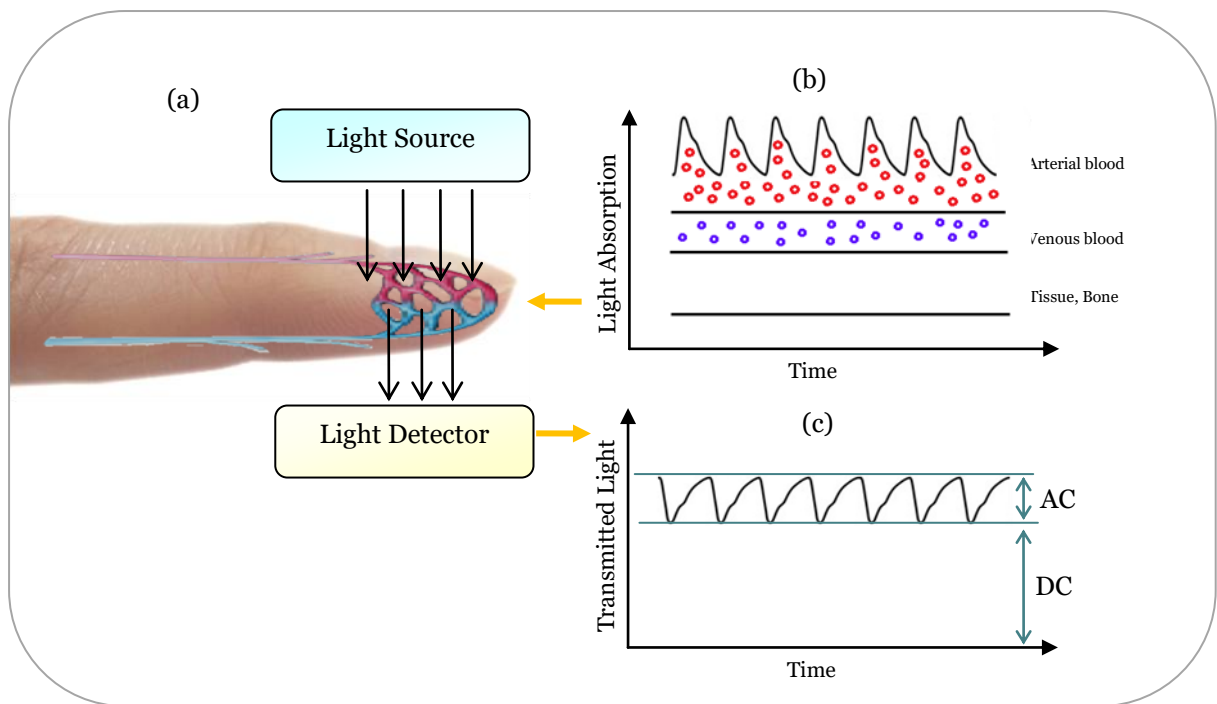 (a)
Light Source
Light Detector
(b)
Light Absorption
Arterial blood
Venous blood
Tissue, Bone
Time
(c)
Transmitted Light
AC
DC
Time